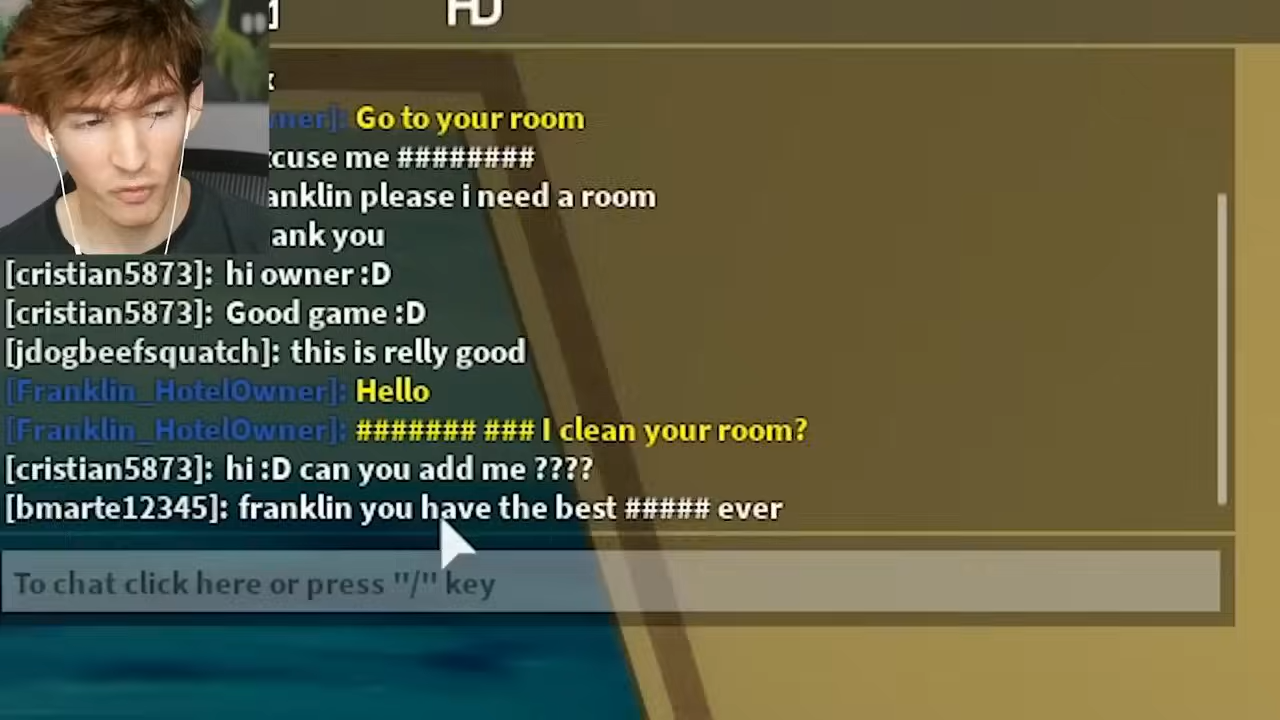 HD
Go to your room
cuse me ########
anklin please i need a room
ank you
[cristian5873]: hi owner :D
[cristian5873]: Good game :D
[jdogbeefsquatch]: this is relly good
[Franklin_HotelOwner]: Hello
[Franklin_HotelOwner]: ####### ### I clean your room?
[cristian5873]: hi :D can you add me ????
[bmarte12345]: franklin you have the best ##### ever
To chat click here or press "/" key